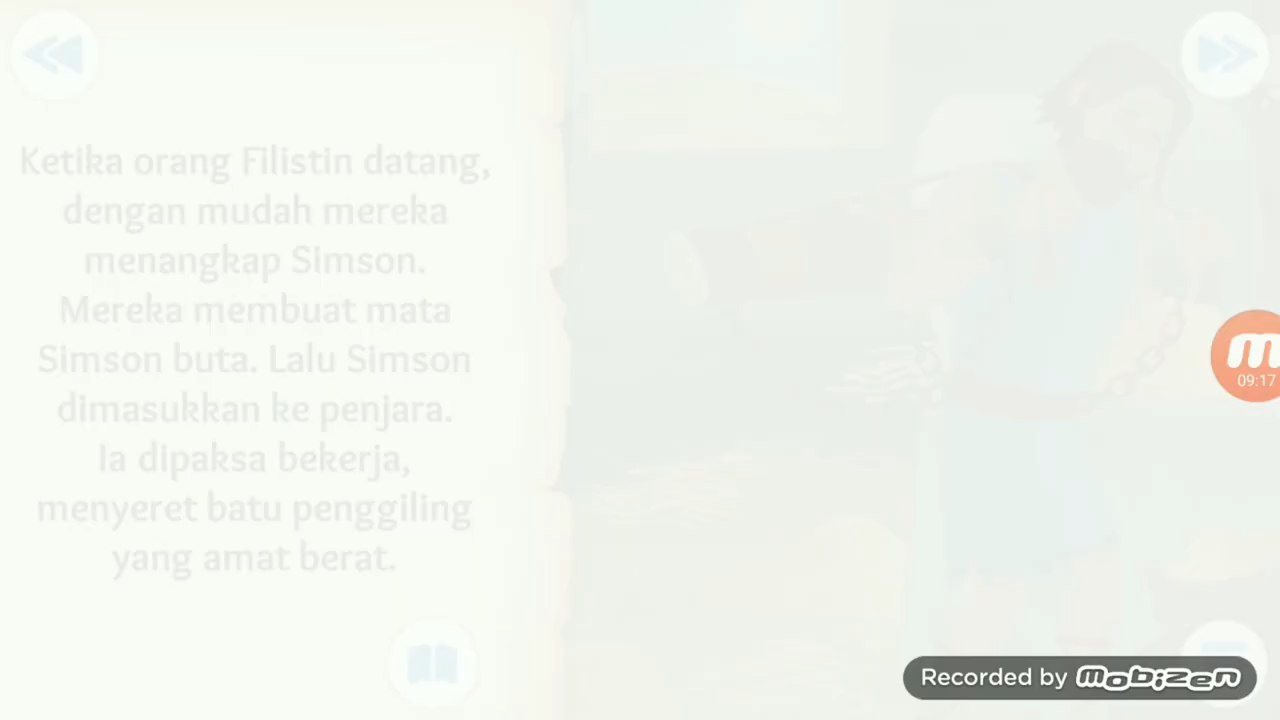 Ketika orang Filistin datang,
dengan mudah mereka
menangkap Simson.
Mereka membuat mata
Simson buta. Lalu Simson
dimasukkan ke penjara.
Ia dipaksa bekerja,
menyeret batu penggiling
yang amat berat.
m
09:17
Recorded by mobizen